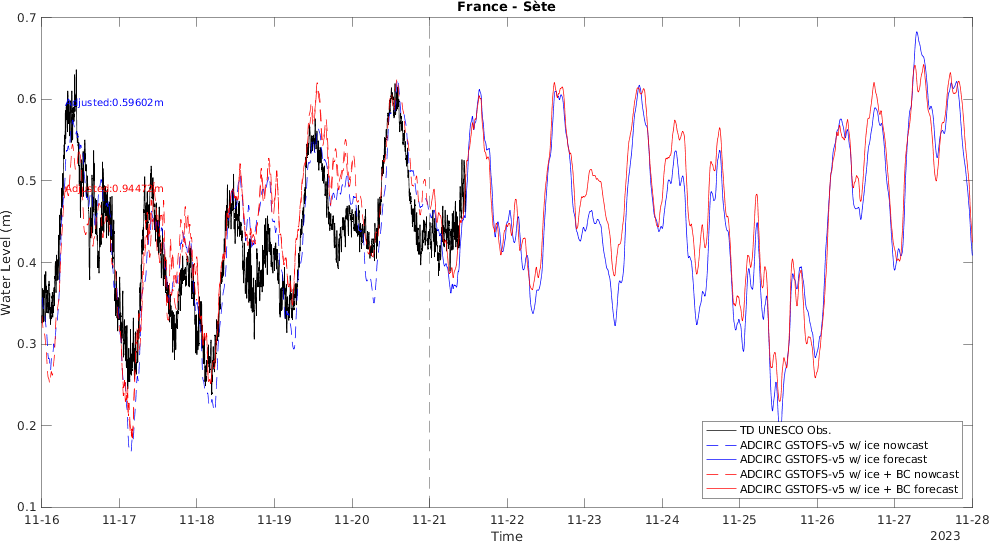 France - Sète
Water Level (m)
0.7
0.6
0.5
0.4
0.3
0.2
0.1
Adjusted:0.59602m
Adjusted:0.94472m
TD UNESCO Obs.
ADCIRC GSTOFS-v5 w/ ice nowcast
ADCIRC GSTOFS-v5 w/ ice forecast
ADCIRC GSTOFS-v5 w/ ice + BC nowcast
ADCIRC GSTOFS-v5 w/ ice + BC forecast
11-16 11-17 11-18 11-19 11-20 11-21 11-22 11-23 11-24 11-25 11-26 11-27 11-28
Time
2023